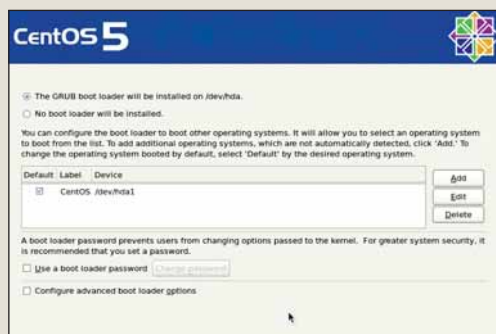 CentOS 5
The GRUB boot loader will be installed on /dev/hda.
No boot loader will be installed.
You can configure the boot loader to boot other operating systems. It will allow you to select an operating system
to boot from the list. To add additional operating systems, which are not automatically detected, click 'Add.' To
change the operating system booted by default, select 'Default' by the desired operating system.
Default Label Device
CentOS /dev/hda1
Add
Edit
Delete
A boot loader password prevents users from changing options passed to the kernel. For greater system security, it
is recommended that you set a password.
Use a boot loader password Change password
Configure advanced boot loader options